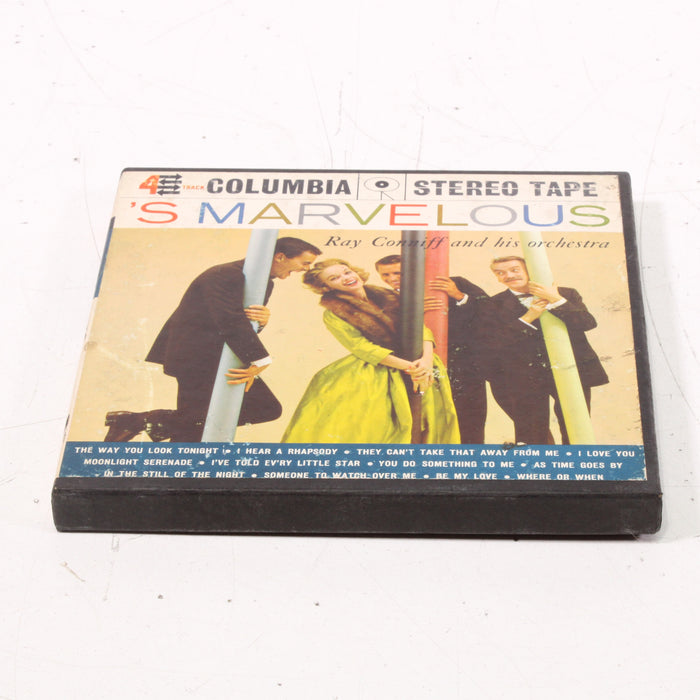 4 TRACK COLUMBIA STEREO TAPE
'S MARVELOUS
Ray Conniff and his orchestra
THE WAY YOU LOOK TONIGHT • I HEAR A RHAPSODY • THEY CAN'T TAKE THAT AWAY FROM ME • I LOVE YOU
MOONLIGHT SERENADE • I'VE TOLD EV'RY LITTLE STAR • YOU DO SOMETHING TO ME • AS TIME GOES BY
IN THE STILL OF THE NIGHT • SOMEONE TO WATCH OVER ME • BE MY LOVE • WHERE OR WHEN